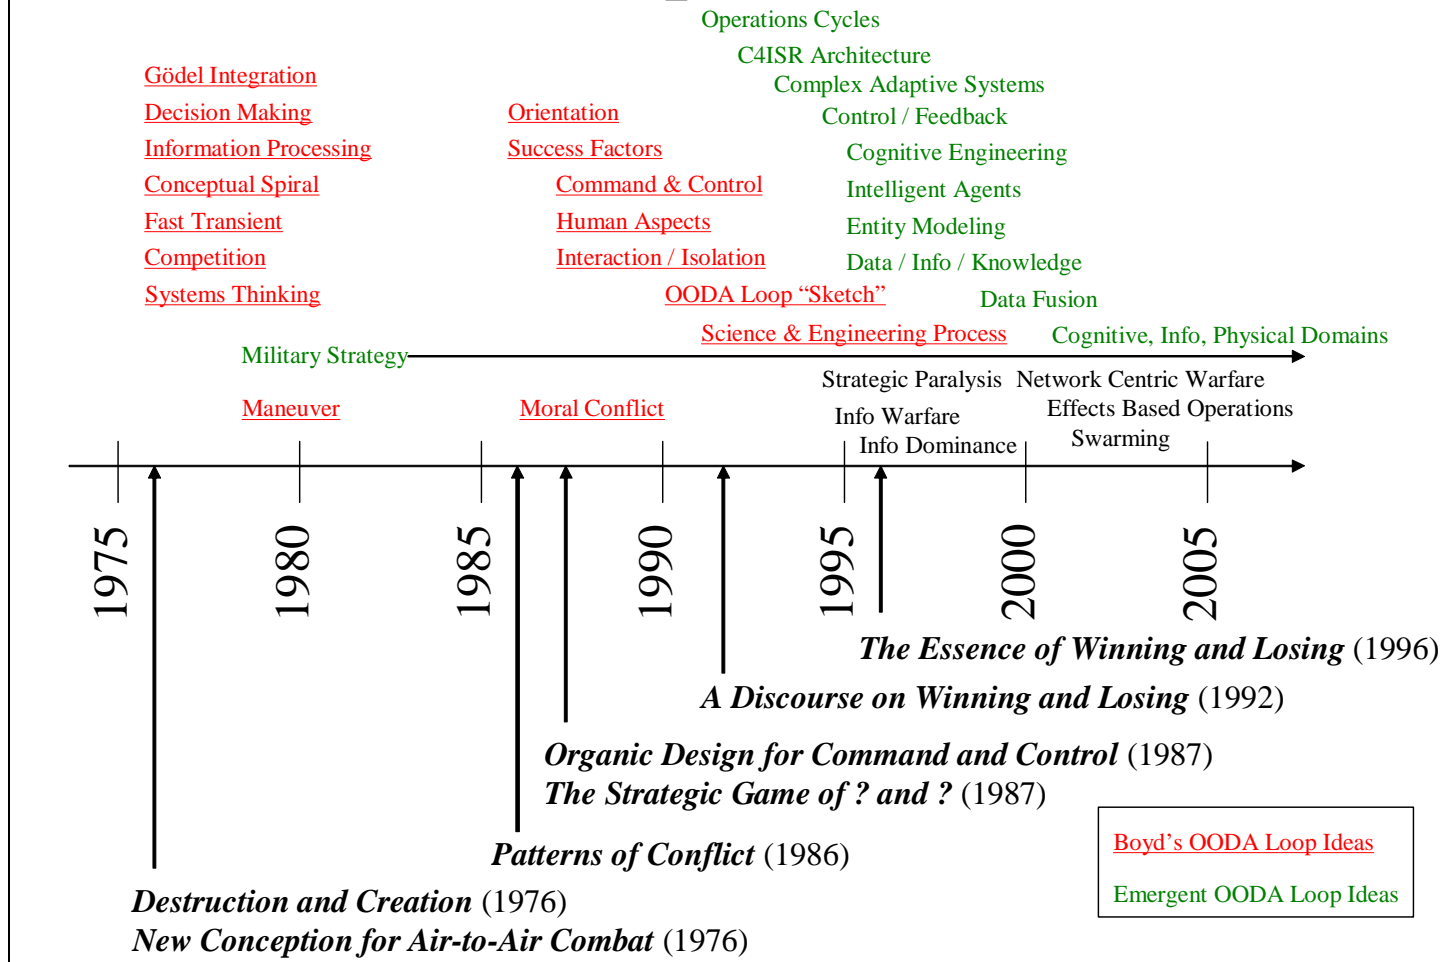 Operations Cycles
C4ISR Architecture
Gödel Integration
Complex Adaptive Systems
Decision Making
Orientation
Control / Feedback
Information Processing
Success Factors
Cognitive Engineering
Conceptual Spiral
Command & Control
Intelligent Agents
Fast Transient
Human Aspects
Entity Modeling
Competition
Interaction / Isolation
Data / Info / Knowledge
Systems Thinking
OODA Loop “Sketch”
Data Fusion
Science & Engineering Process
Cognitive, Info, Physical Domains
Military Strategy
Strategic Paralysis
Network Centric Warfare
Maneuver
Moral Conflict
Info Warfare
Effects Based Operations
Info Dominance
Swarming
1975
1980
1985
1990
1995
2000
2005
The Essence of Winning and Losing (1996)
A Discourse on Winning and Losing (1992)
Organic Design for Command and Control (1987)
The Strategic Game of ? and ? (1987)
Patterns of Conflict (1986)
Destruction and Creation (1976)
New Conception for Air-to-Air Combat (1976)
Boyd’s OODA Loop Ideas
Emergent OODA Loop Ideas